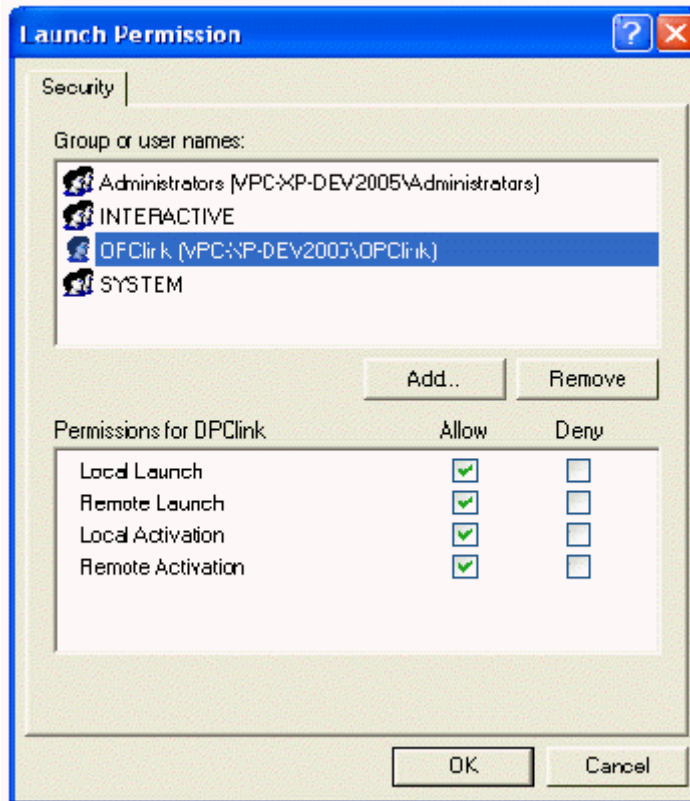 Launch Permission
Security
Group or user names:
Administrators (VPC-XP-DEV2005\Administrators)
INTERACTIVE
OPClink (VPC-XP-DEV2005\OPClink)
SYSTEM
Add...
Remove
Permissions for OPClink Allow Deny
Local Launch
Remote Launch
Local Activation
Remote Activation
OK
Cancel